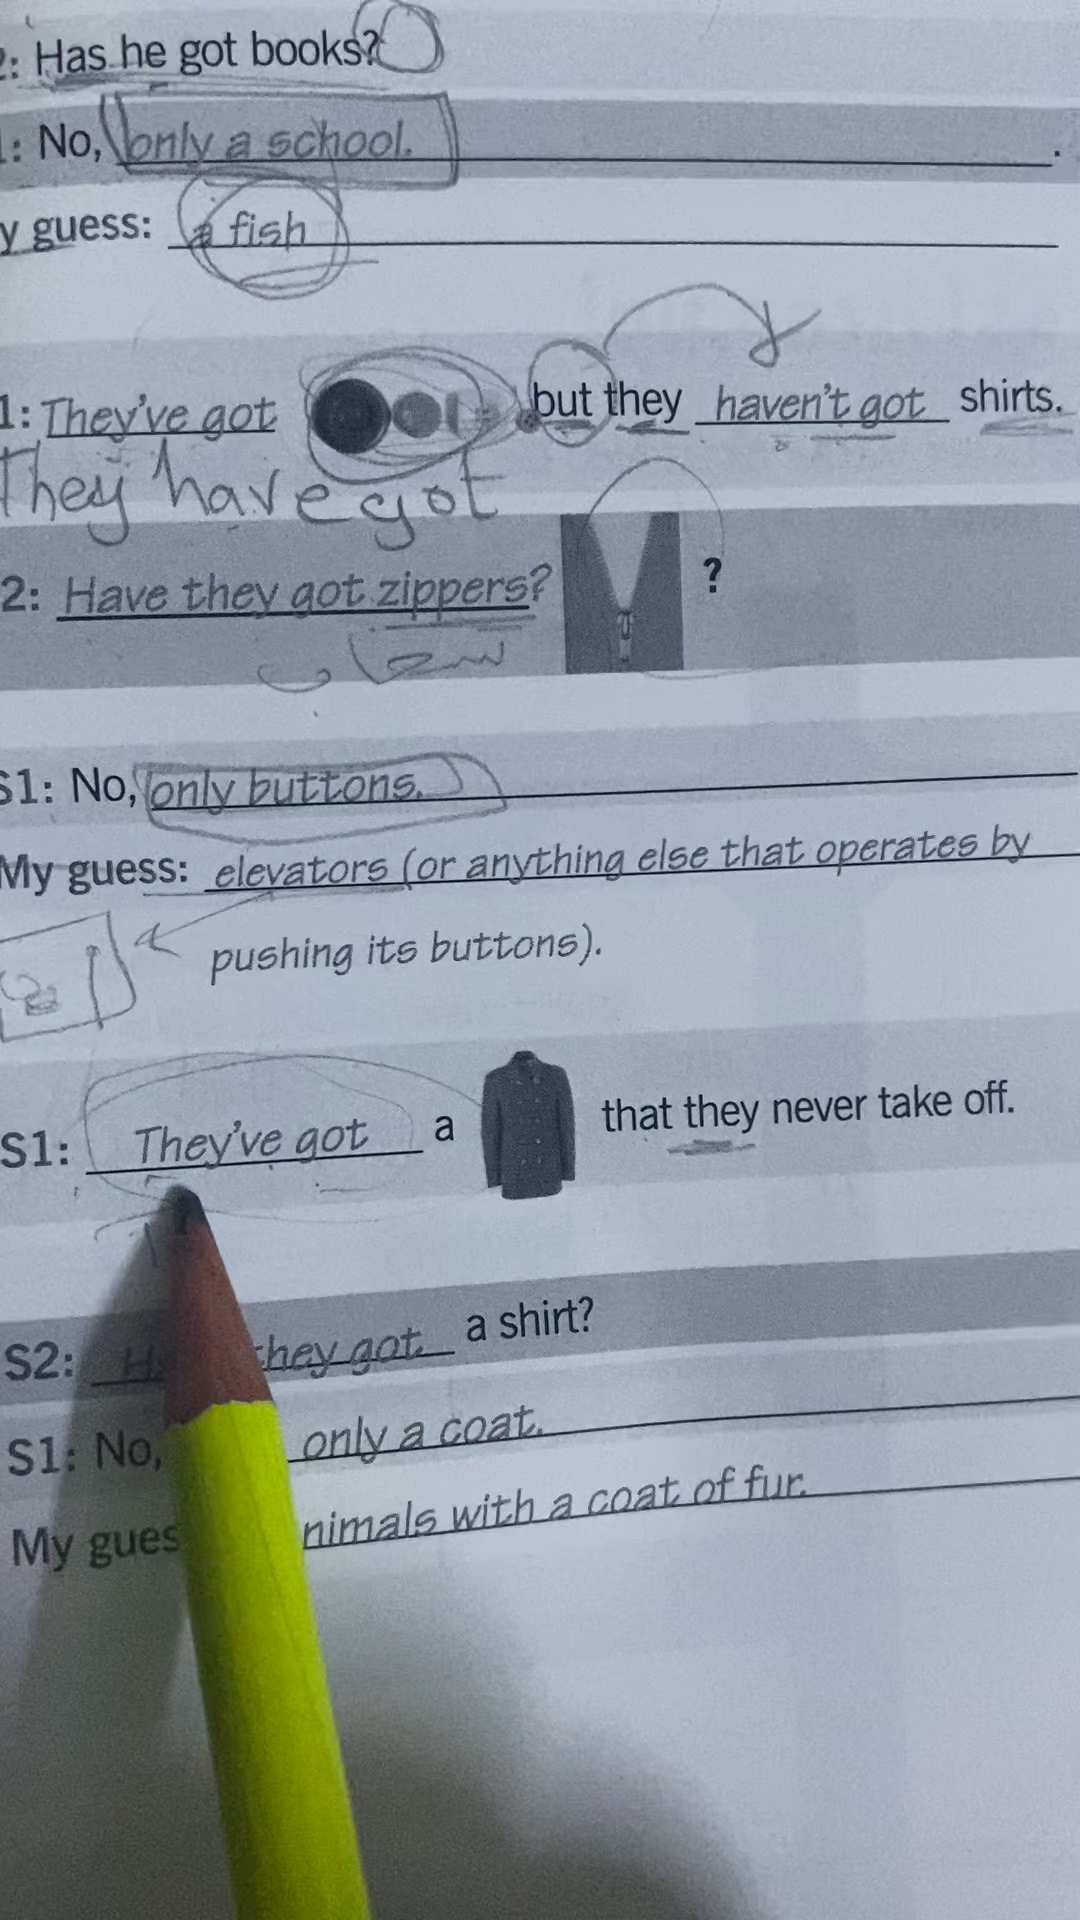 : Has he got books?
: No, only a school.
y guess: a fish
1: They've got but they haven't got shirts.
They have got
2: Have they got zippers? ?
S1: No, only buttons.
My guess: elevators (or anything else that operates by
pushing its buttons).
S1: They've got a that they never take off.
S2: they got a shirt?
S1: No, only a coat.
My gues nimals with a coat of fur.